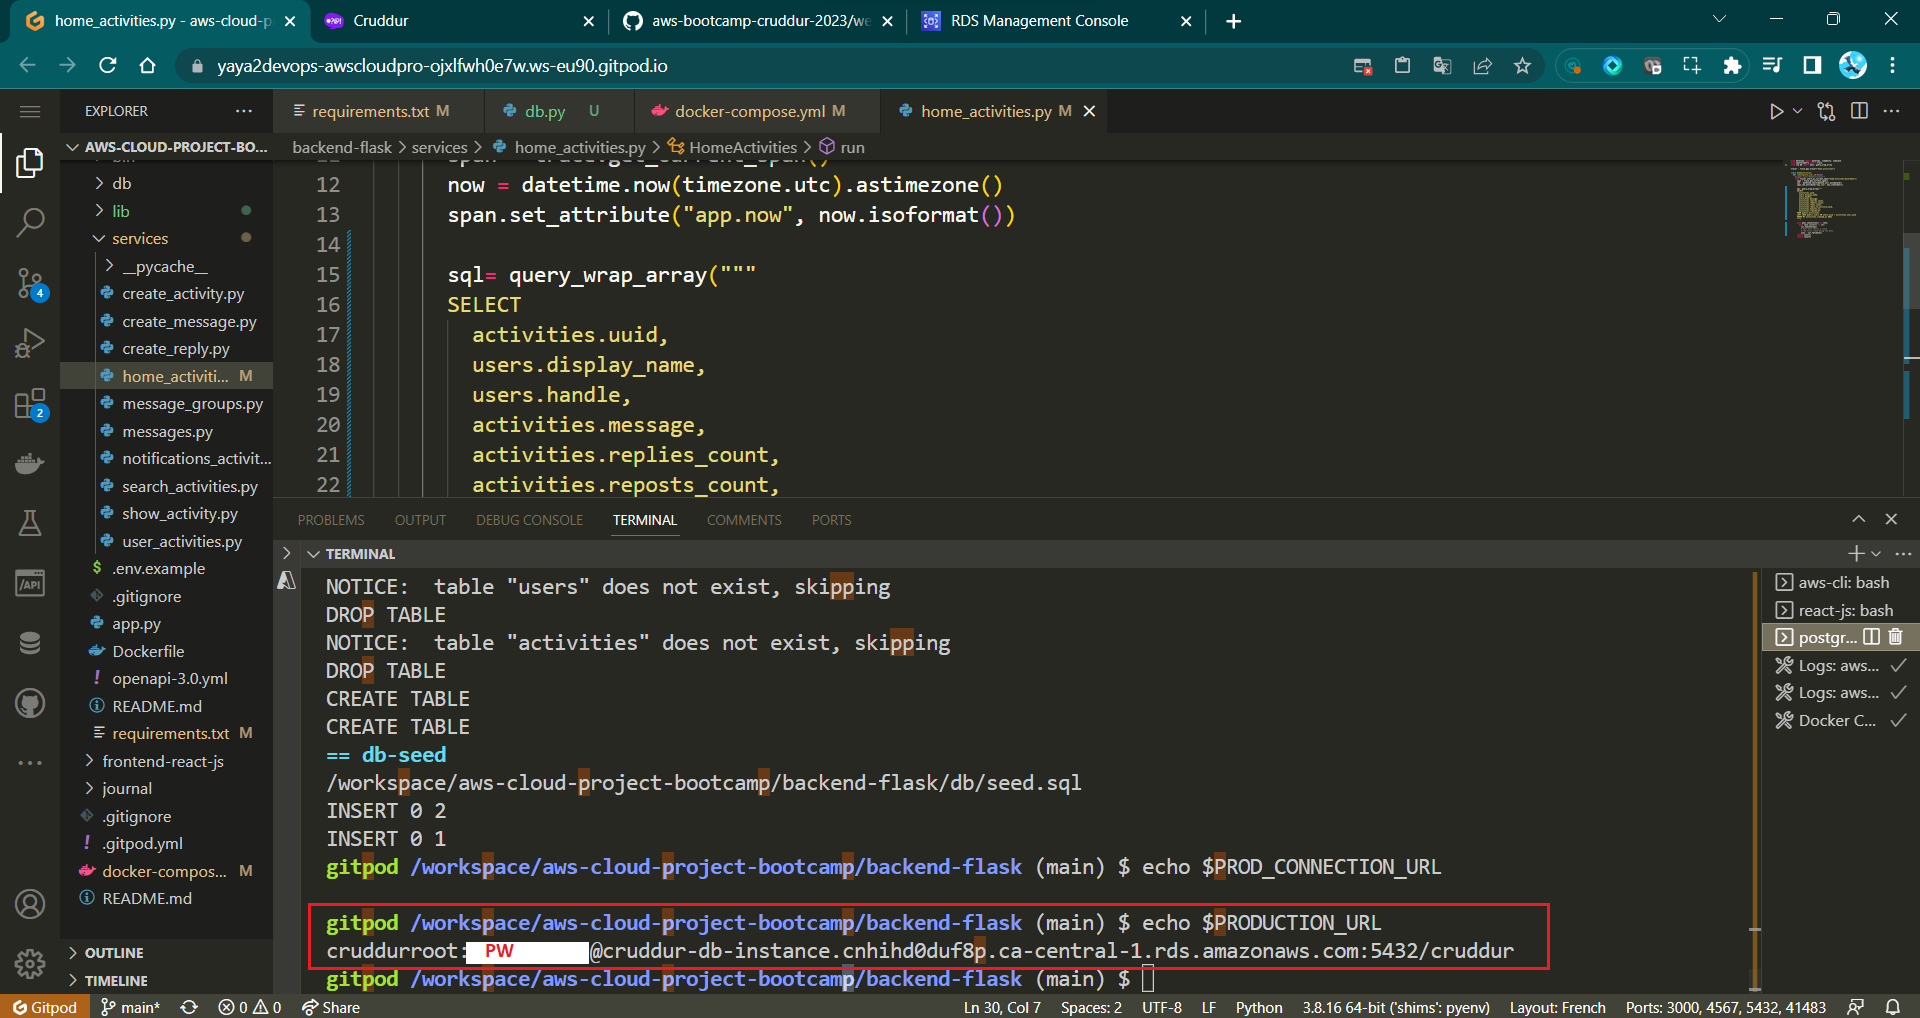 home_activities.py - aws-cloud-p
Cruddur
aws-bootcamp-cruddur-2023/we
RDS Management Console
yaya2devops-awscloudpro-ojxlfwh0e7w.ws-eu90.gitpod.io
EXPLORER
requirements.txt M
db.py U
docker-compose.yml M
home_activities.py M
AWS-CLOUD-PROJECT-BO...
backend-flask > services > home_activities.py > HomeActivities > run
db
lib
services
__pycache__
create_activity.py
create_message.py
create_reply.py
home_activiti... M
message_groups.py
messages.py
notifications_activit...
search_activities.py
show_activity.py
user_activities.py
.env.example
.gitignore
app.py
Dockerfile
openapi-3.0.yml
README.md
requirements.txt M
frontend-react-js
journal
.gitignore
.gitpod.yml
docker-compos... M
README.md
OUTLINE
TIMELINE
4
2
/API
12 now = datetime.now(timezone.utc).astimezone()
13 span.set_attribute("app.now", now.isoformat())
14
15 sql= query_wrap_array("""
16 SELECT
17 activities.uuid,
18 users.display_name,
19 users.handle,
20 activities.message,
21 activities.replies_count,
22 activities.reposts_count,
PROBLEMS OUTPUT DEBUG CONSOLE TERMINAL COMMENTS PORTS
TERMINAL
NOTICE:  table "users" does not exist, skipping
DROP TABLE
NOTICE:  table "activities" does not exist, skipping
DROP TABLE
CREATE TABLE
CREATE TABLE
== db-seed
/workspace/aws-cloud-project-bootcamp/backend-flask/db/seed.sql
INSERT 0 2
INSERT 0 1
gitpod /workspace/aws-cloud-project-bootcamp/backend-flask (main) $ echo $PROD_CONNECTION_URL
gitpod /workspace/aws-cloud-project-bootcamp/backend-flask (main) $ echo $PRODUCTION_URL
cruddurroot: PW @cruddur-db-instance.cnhihd0duf8p.ca-central-1.rds.amazonaws.com:5432/cruddur
gitpod /workspace/aws-cloud-project-bootcamp/backend-flask (main) $
aws-cli: bash
react-js: bash
postgr...
Logs: aws...
Logs: aws...
Docker C...
Gitpod main* 0 0 Share Ln 30, Col 7 Spaces: 2 UTF-8 LF Python 3.8.16 64-bit ('shims': pyenv) Layout: French Ports: 3000, 4567, 5432, 41483